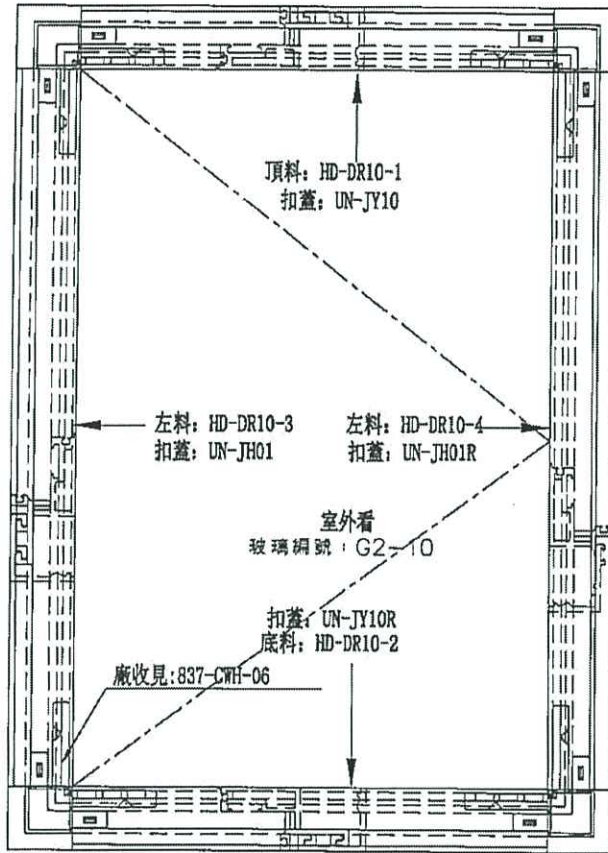 頂料: HD-DR10-1
扣蓋: UN-JY10
左料: HD-DR10-3
扣蓋: UN-JH01
左料: HD-DR10-4
扣蓋: UN-JH01R
室外看
玻璃編號：G2-10
扣蓋: UN-JY10R
底料: HD-DR10-2
廠收見:837-CWH-06